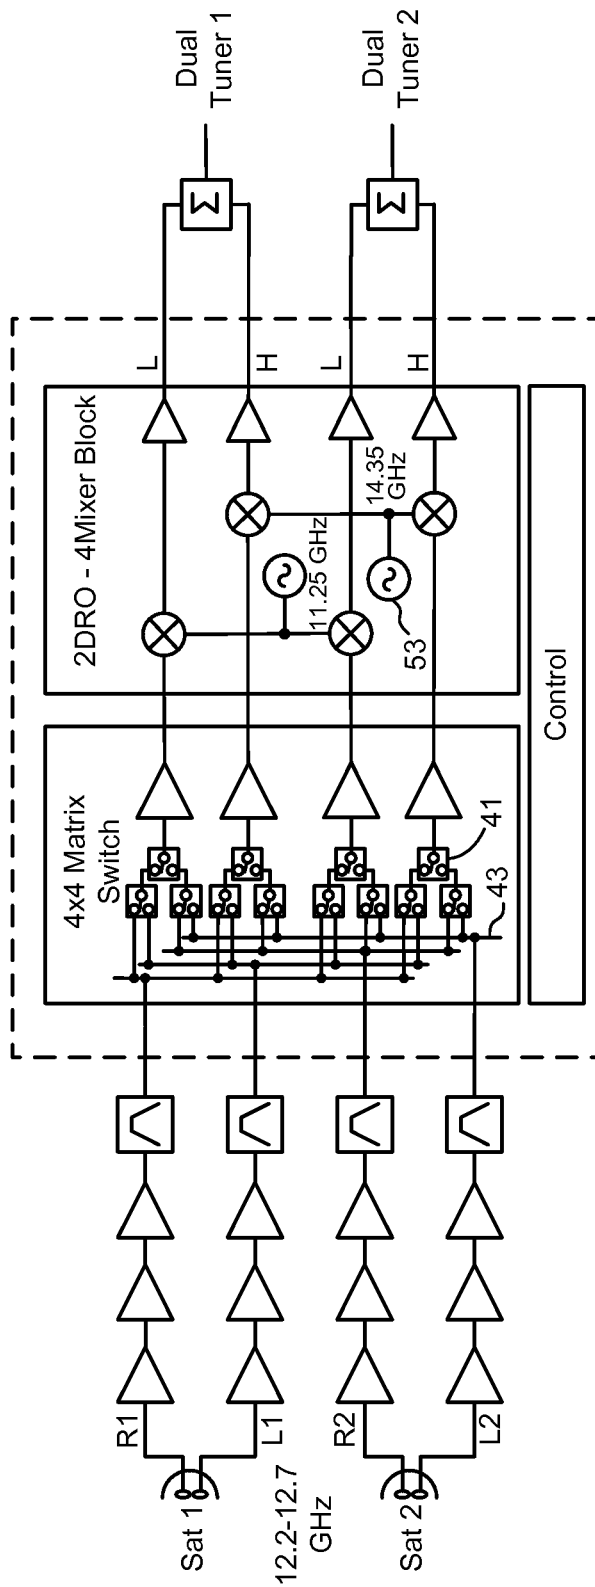 Sat 1
12.2-12.7
GHz
Sat 2
R1
L1
R2
L2
4x4 Matrix
Switch
41
43
2DRO - 4Mixer Block
11.25 GHz
14.35
GHz
53
Control
L
H
L
H
Σ
Σ
Dual
Tuner 1
Dual
Tuner 2